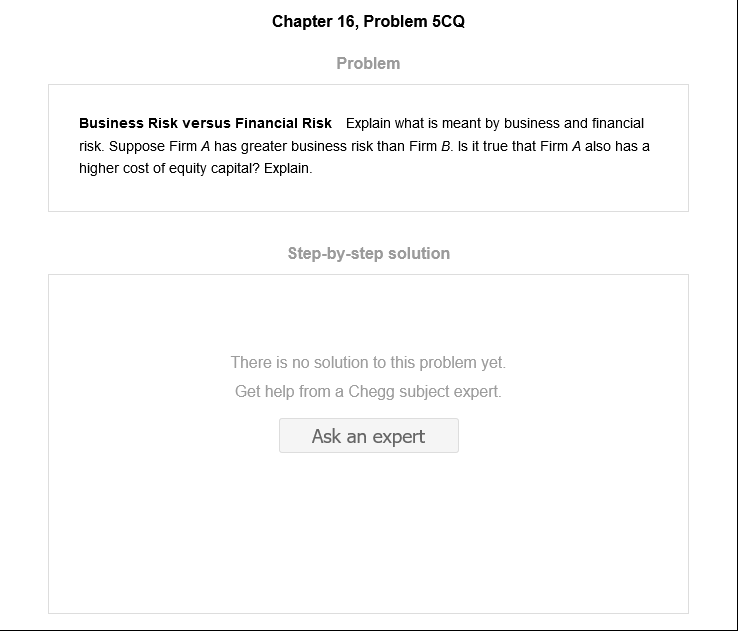 Chapter 16, Problem 5CQ
Problem
Business Risk versus Financial Risk Explain what is meant by business and financial
risk. Suppose Firm A has greater business risk than Firm B. Is it true that Firm A also has a
higher cost of equity capital? Explain.
Step-by-step solution
There is no solution to this problem yet.
Get help from a Chegg subject expert.
Ask an expert